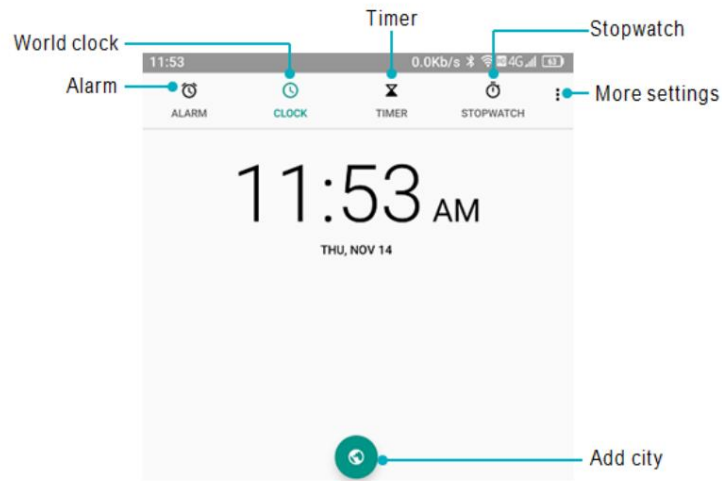 Timer
Stopwatch
World clock
11:53 0.0Kb/s 4G 63
Alarm
More settings
ALARM CLOCK TIMER STOPWATCH
11:53 AM
THU, NOV 14
Add city